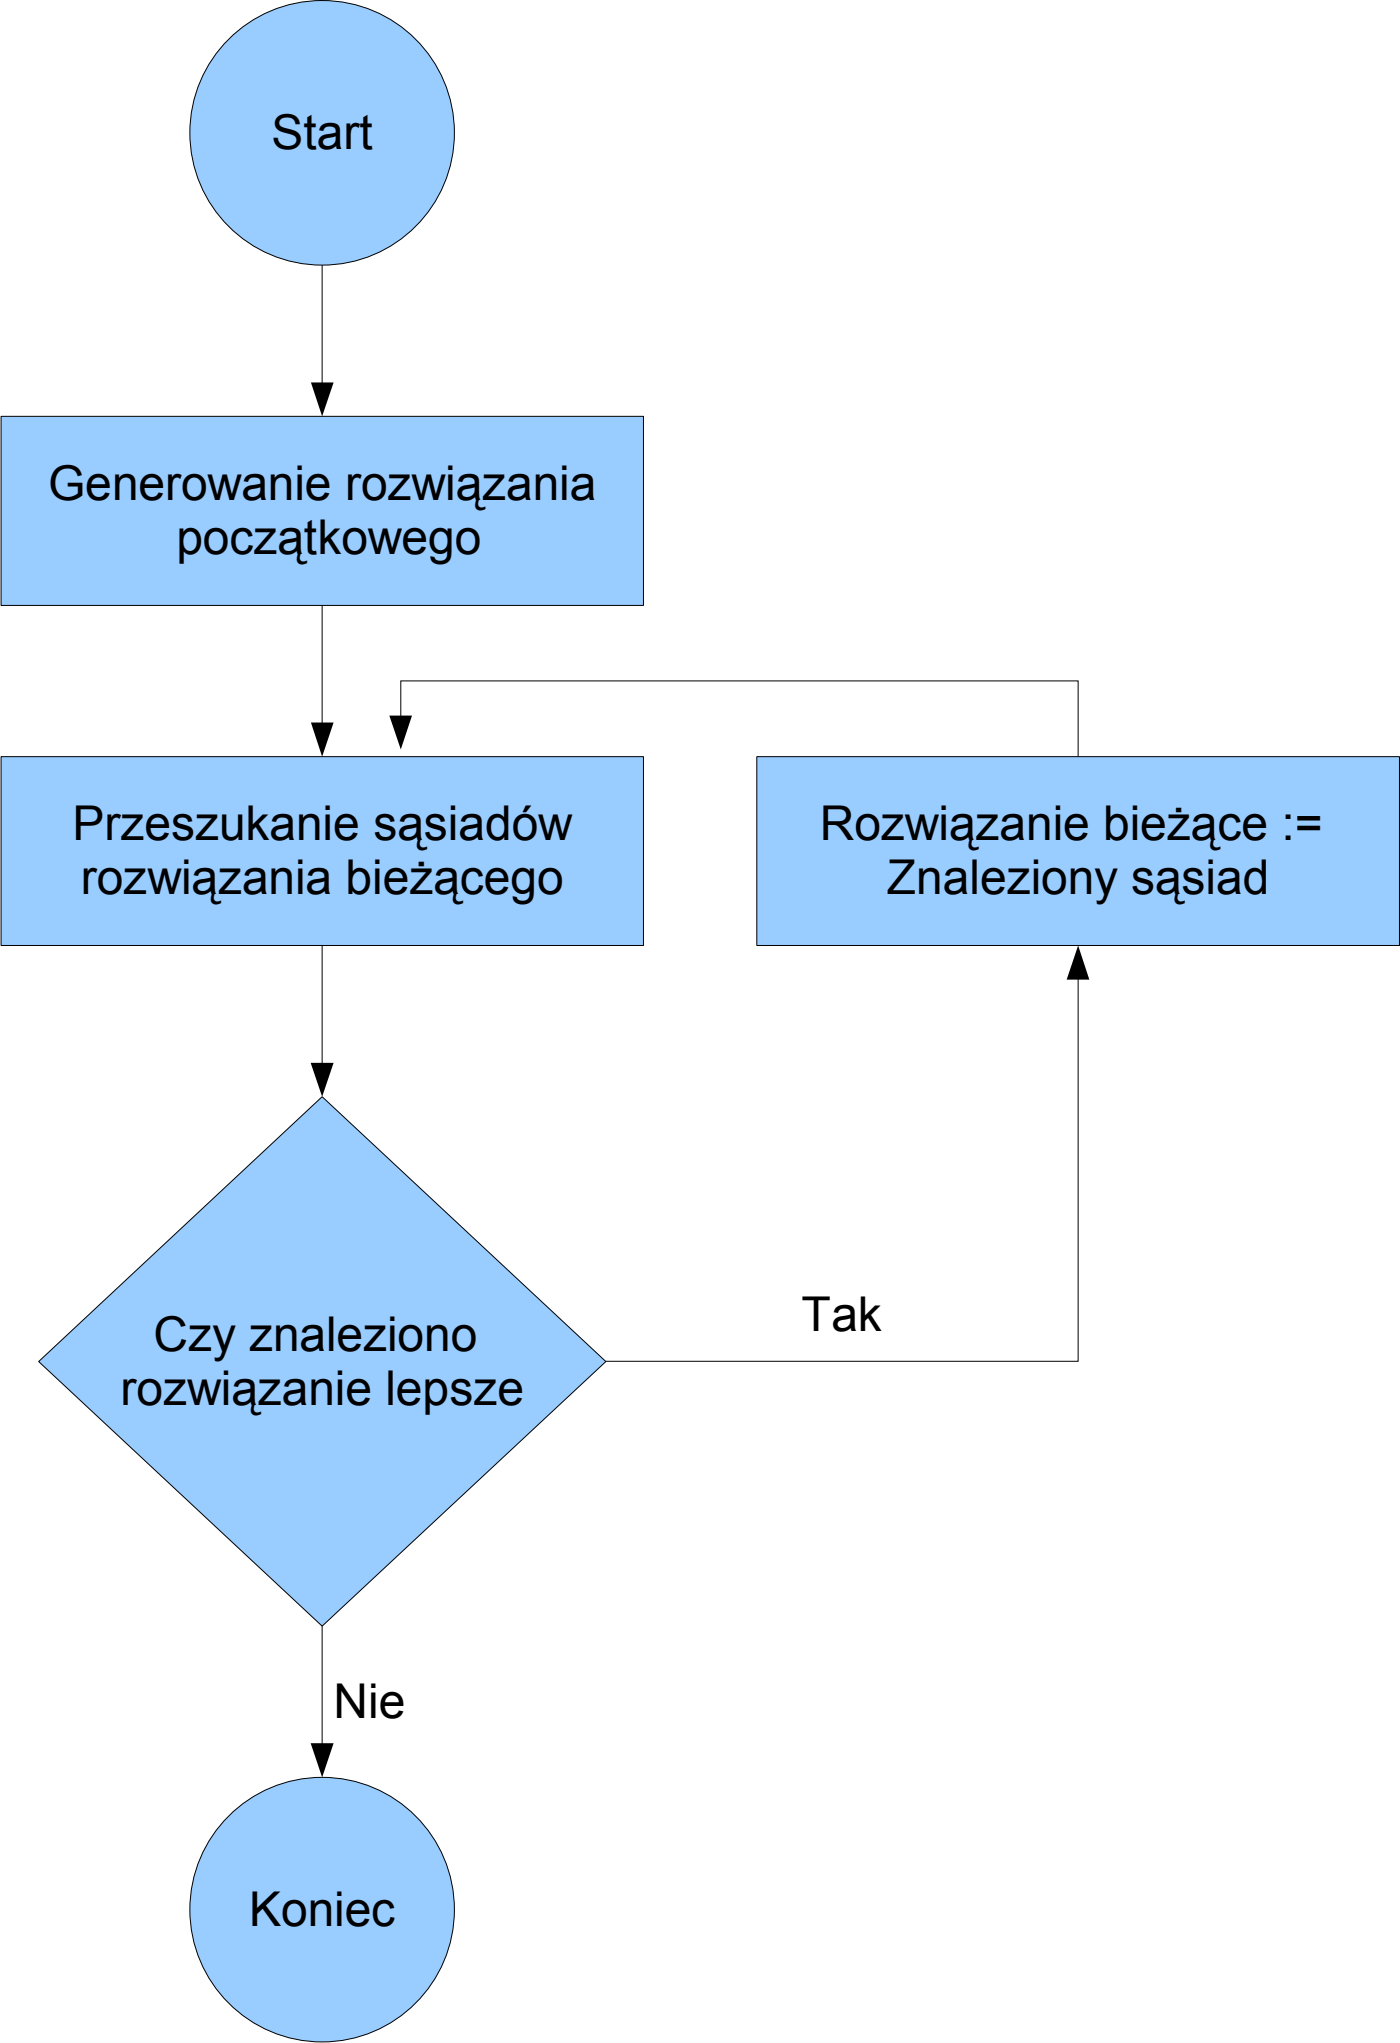 Start
Generowanie rozwiązania
początkowego
Przeszukanie sąsiadów
rozwiązania bieżącego
Rozwiązanie bieżące :=
Znaleziony sąsiad
Czy znaleziono
rozwiązanie lepsze
Tak
Nie
Koniec